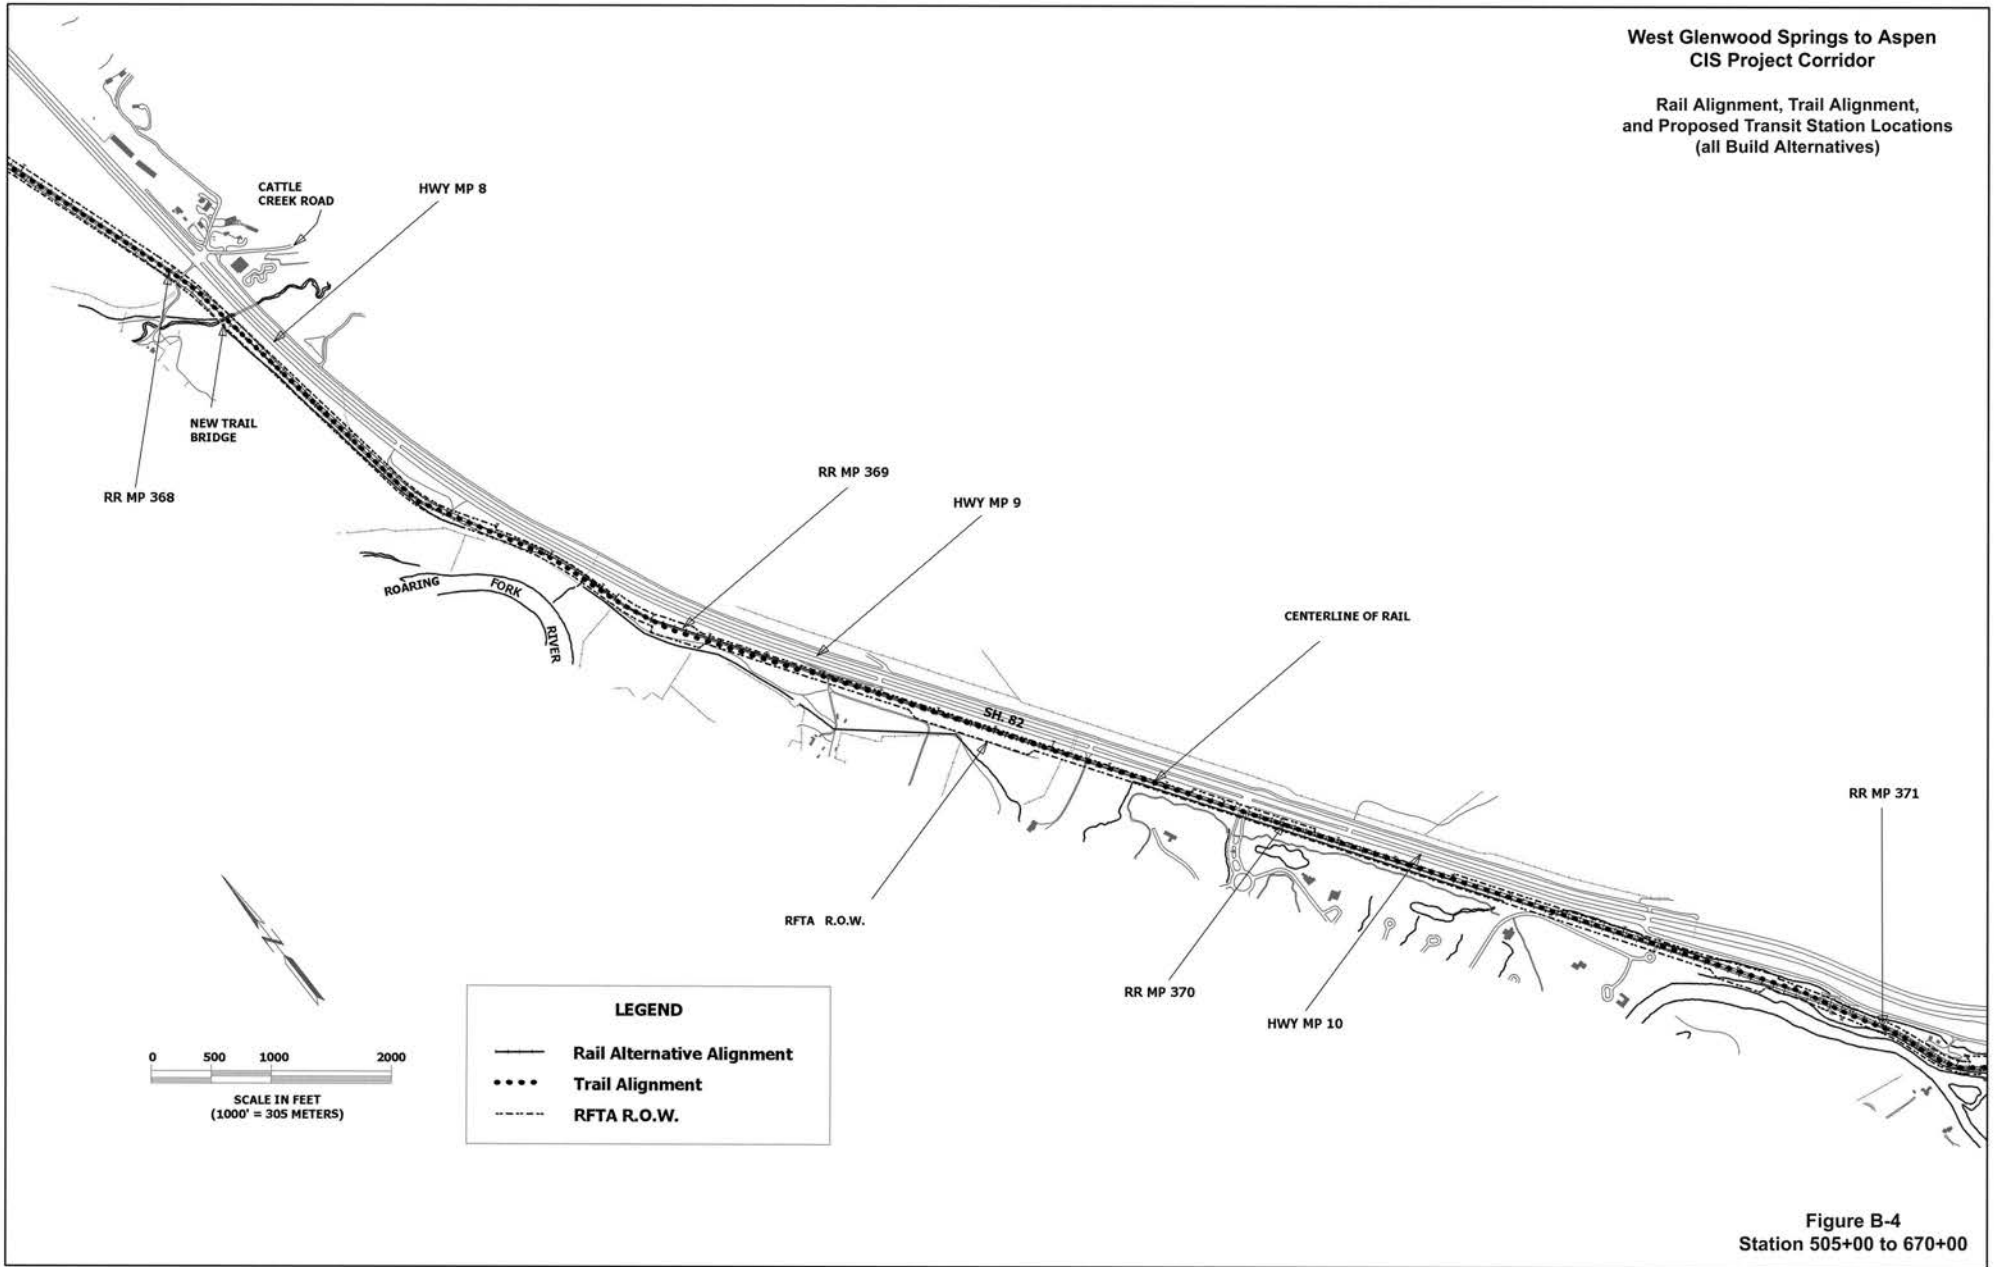 West Glenwood Springs to Aspen
CIS Project Corridor
Rail Alignment, Trail Alignment,
and Proposed Transit Station Locations
(all Build Alternatives)
CATTLE
CREEK ROAD
HWY MP 8
NEW TRAIL
BRIDGE
RR MP 368
RR MP 369
HWY MP 9
ROARING
FORK
RIVER
CENTERLINE OF RAIL
SH. 82
RR MP 371
RFTA R.O.W.
RR MP 370
HWY MP 10
N
LEGEND
Rail Alternative Alignment
Trail Alignment
RFTA R.O.W.
0 500 1000 2000
SCALE IN FEET
(1000' = 305 METERS)
Figure B-4
Station 505+00 to 670+00